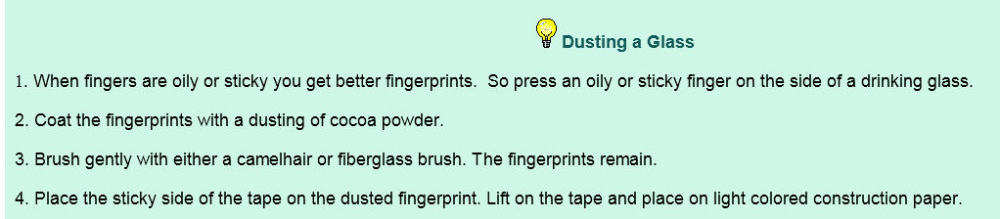 Dusting a Glass
1. When fingers are oily or sticky you get better fingerprints.  So press an oily or sticky finger on the side of a drinking glass.
2. Coat the fingerprints with a dusting of cocoa powder.
3. Brush gently with either a camelhair or fiberglass brush. The fingerprints remain.
4. Place the sticky side of the tape on the dusted fingerprint. Lift on the tape and place on light colored construction paper.